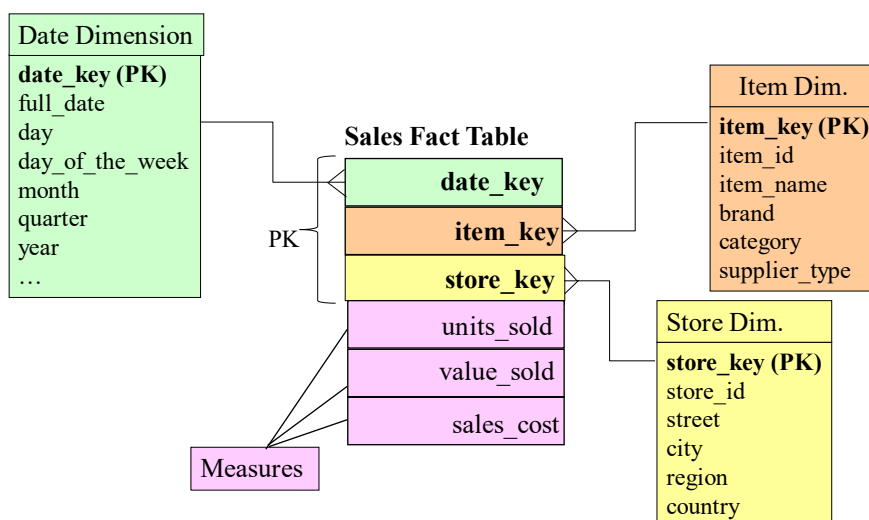 Date Dimension
date_key (PK)
full_date
day
day_of_the_week
month
quarter
year
…
Sales Fact Table
PK
date_key
item_key
store_key
units_sold
value_sold
sales_cost
Measures
Item Dim.
item_key (PK)
item_id
item_name
brand
category
supplier_type
Store Dim.
store_key (PK)
store_id
street
city
region
country